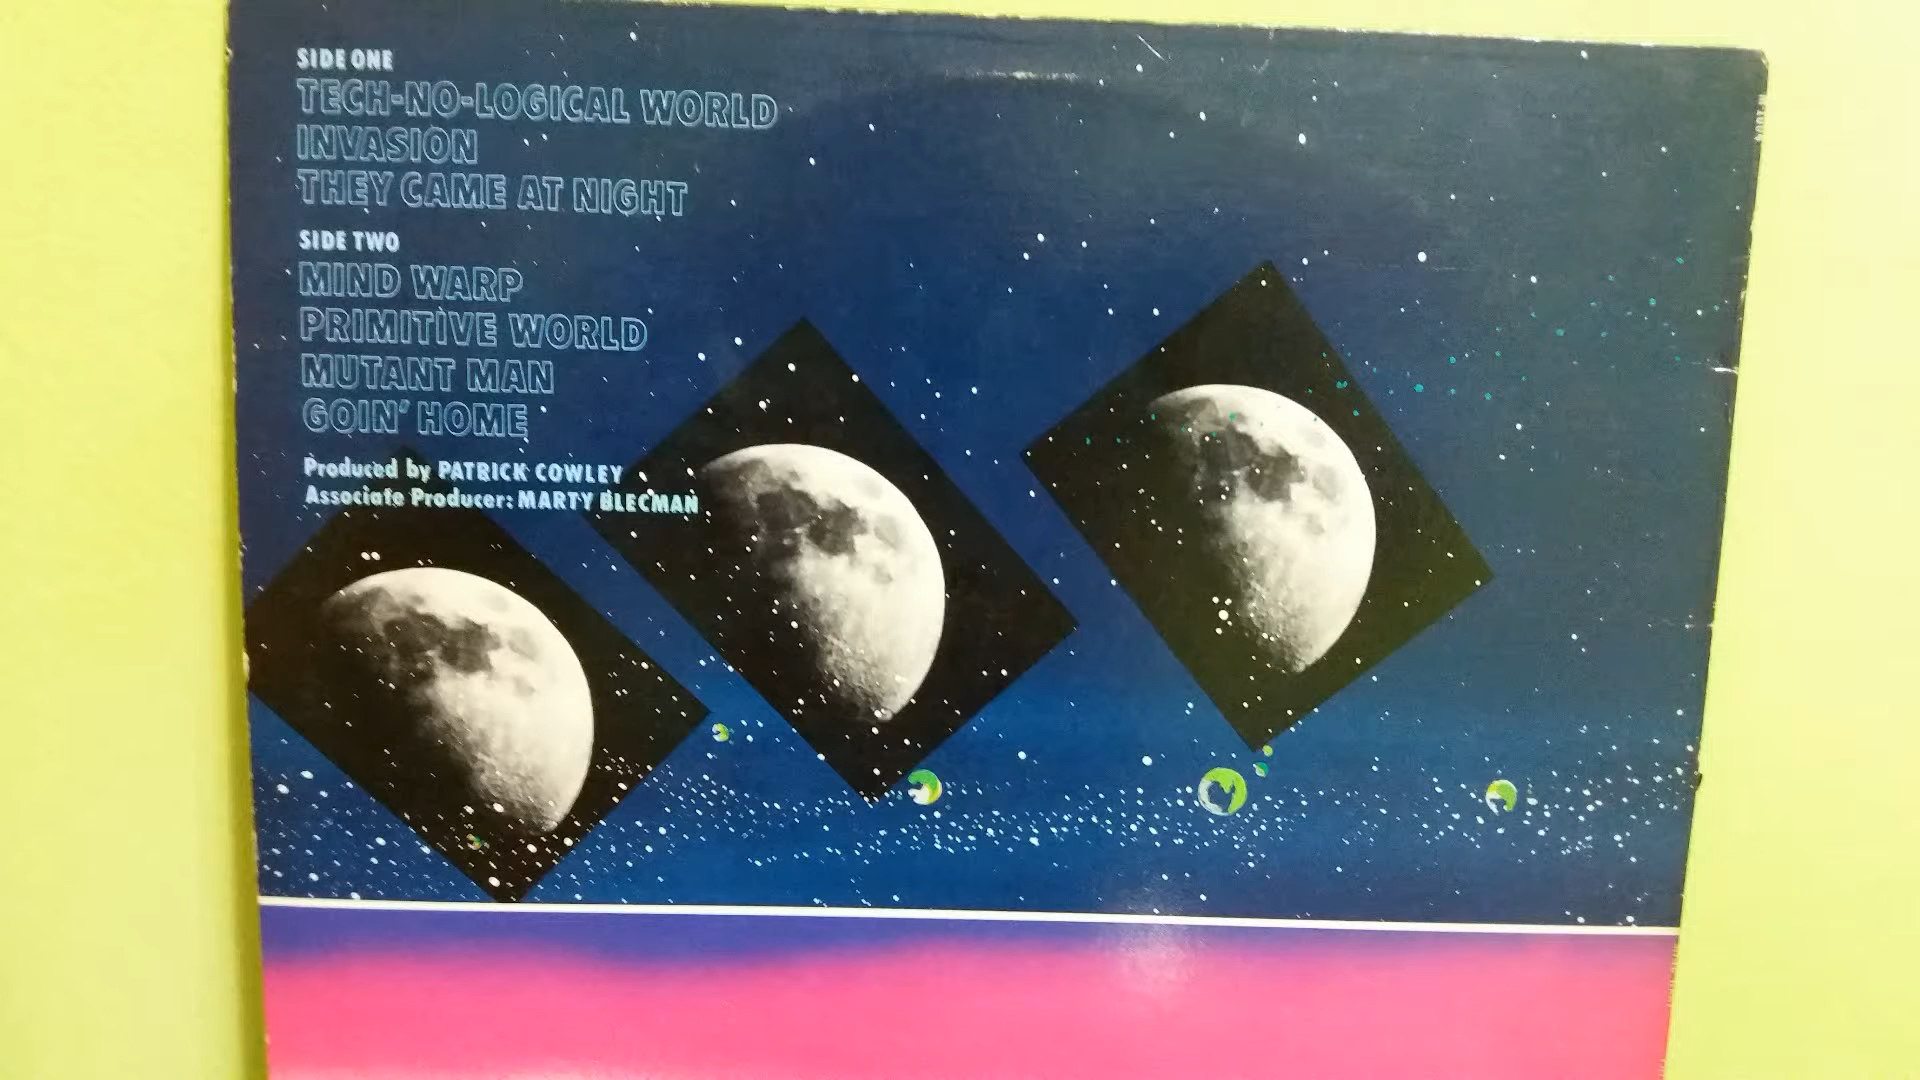 SIDE ONE
TECH-NO-LOGICAL WORLD
INVASION
THEY CAME AT NIGHT
SIDE TWO
MIND WARP
PRIMITIVE WORLD
MUTANT MAN
GOIN' HOME
Produced by PATRICK COWLEY
Associate Producer: MARTY BLECMAN